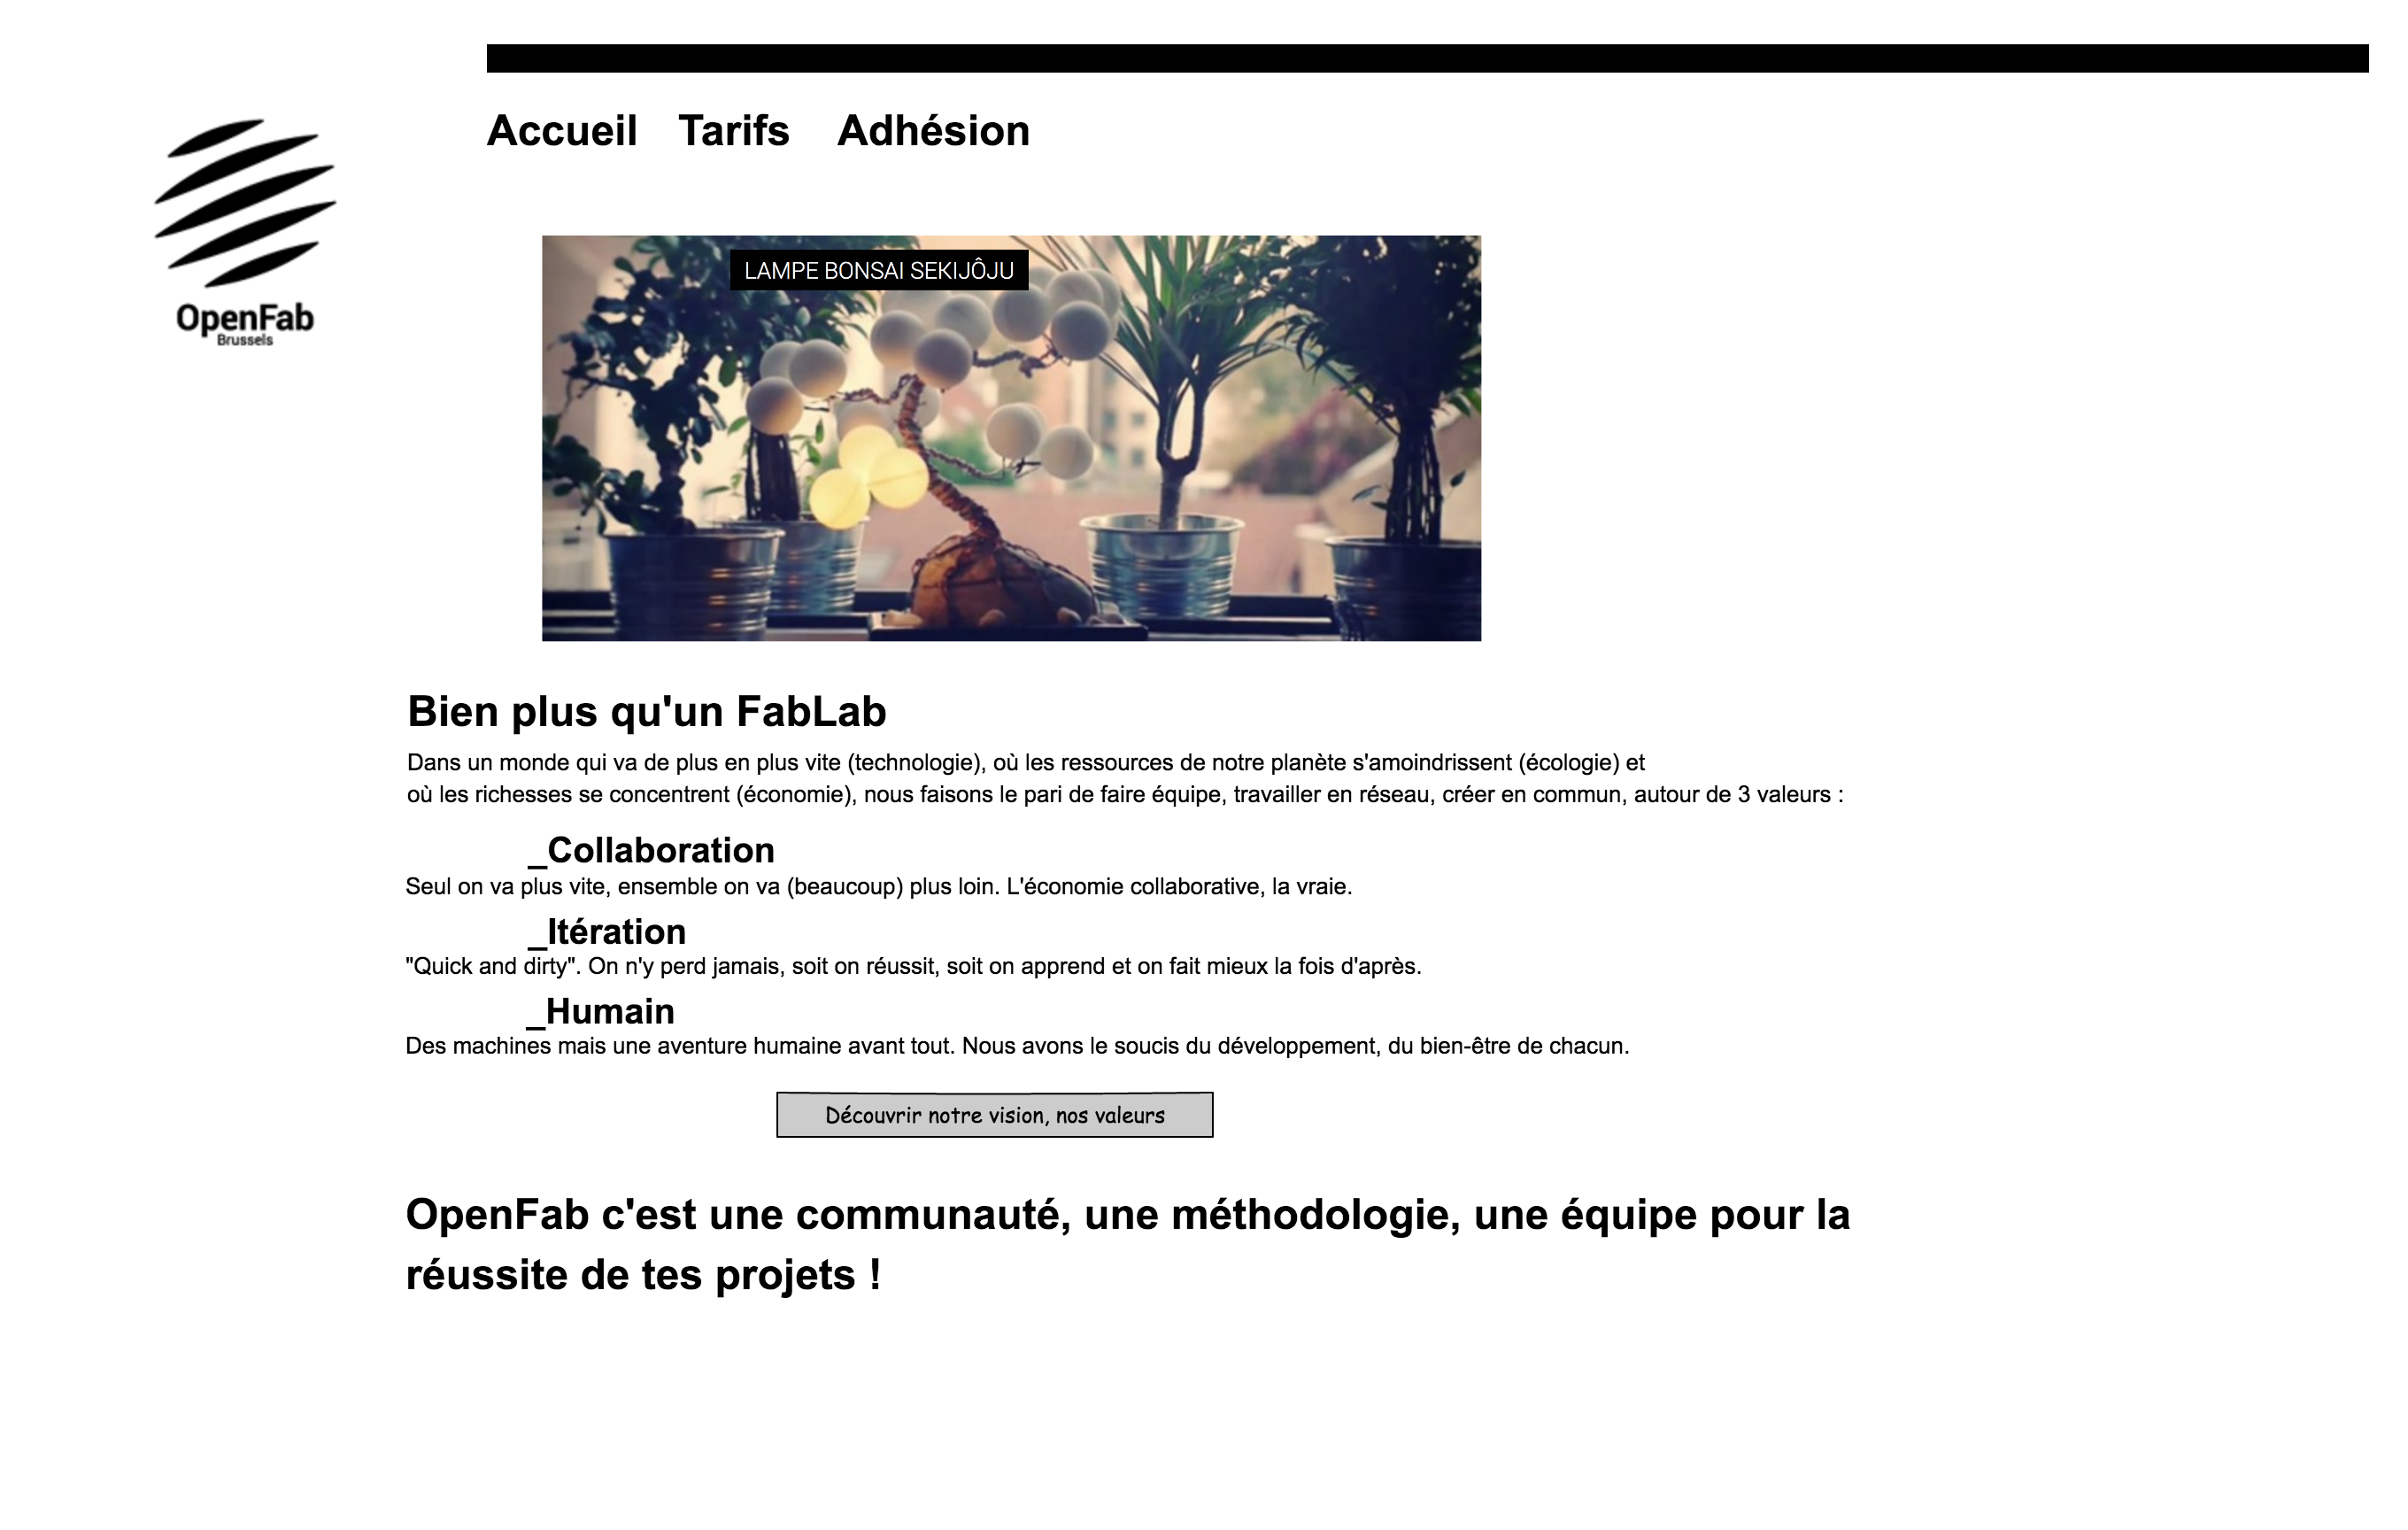 Accueil Tarifs Adhésion
OpenFab
Brussels
LAMPE BONSAI SEKIJÔJU
Bien plus qu'un FabLab
Dans un monde qui va de plus en plus vite (technologie), où les ressources de notre planète s'amoindrissent (écologie) et
où les richesses se concentrent (économie), nous faisons le pari de faire équipe, travailler en réseau, créer en commun, autour de 3 valeurs :
_Collaboration
Seul on va plus vite, ensemble on va (beaucoup) plus loin. L'économie collaborative, la vraie.
_Itération
"Quick and dirty". On n'y perd jamais, soit on réussit, soit on apprend et on fait mieux la fois d'après.
_Humain
Des machines mais une aventure humaine avant tout. Nous avons le soucis du développement, du bien-être de chacun.
Découvrir notre vision, nos valeurs
OpenFab c'est une communauté, une méthodologie, une équipe pour la
réussite de tes projets !